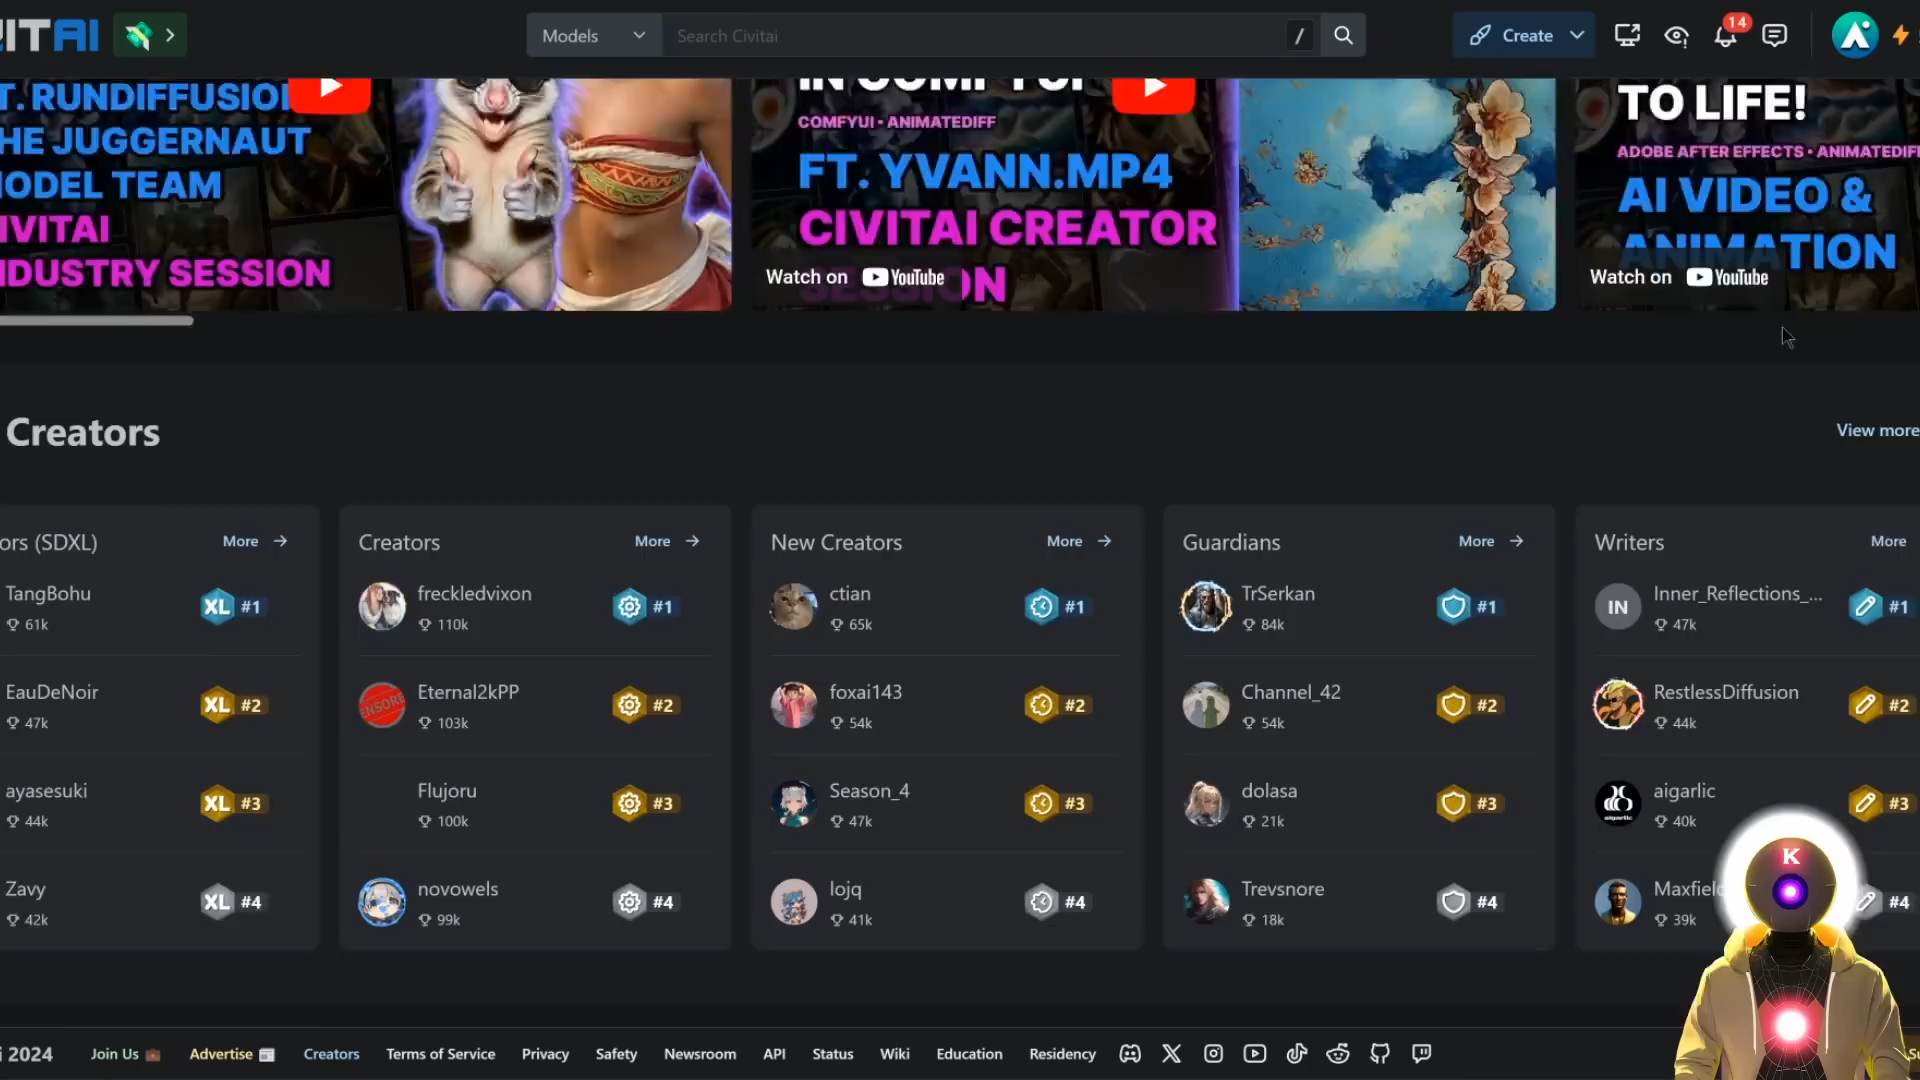 ITAI
Models
Search Civitai
/
Create
14
T. RUNDIFFUSION
HE JUGGERNAUT
ODEL TEAM
IVITAI
NDUSTRY SESSION
COMFYUI • ANIMATEDIFF
FT. YVANN.MP4
CIVITAI CREATOR
Watch on YouTube
TO LIFE!
ADOBE AFTER EFFECTS • ANIMATEDIFF
AI VIDEO &
ANIMATION
Watch on YouTube
Creators
View more
ors (SDXL)
More
TangBohu
61k
XL #1
EauDeNoir
47k
XL #2
ayasesuki
44k
XL #3
Zavy
42k
XL #4
Creators
More
freckledvixon
110k
#1
Eternal2kPP
103k
#2
Flujoru
100k
#3
novowels
99k
#4
New Creators
More
ctian
65k
#1
foxai143
54k
#2
Season_4
47k
#3
lojq
41k
#4
Guardians
More
TrSerkan
84k
#1
Channel_42
54k
#2
dolasa
21k
#3
Trevsnore
18k
#4
Writers
More
IN
Inner_Reflections_...
47k
#1
RestlessDiffusion
44k
#2
aigarlic
aigarlic
40k
#3
Maxfiel
39k
#4
K
i 2024
Join Us
Advertise
Creators
Terms of Service
Privacy
Safety
Newsroom
API
Status
Wiki
Education
Residency